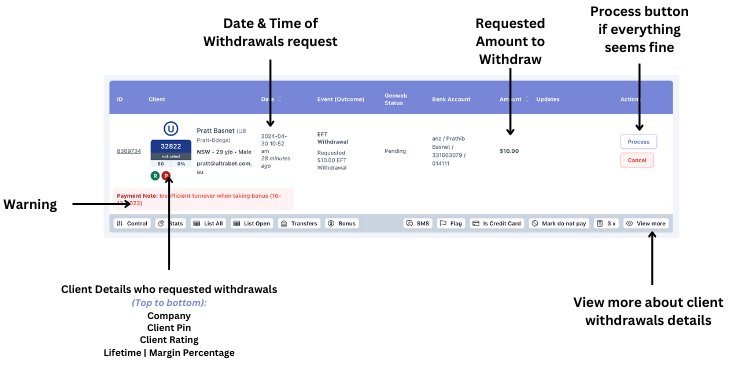 Date & Time of
Withdrawals request
Requested
Amount to
Withdraw
Process button
if everything
seems fine
ID
Client
Date
Event (Outcome)
Genweb
Status
Bank Account
Amount
Updates
Actions
8369734
U
32822
not rated
$0 0%
R P
Pratt Basnet (UB
Pratt-Bdogs)
NSW - 29 y/o - Male
pratt@ultrabet.com.
au
2024-04-
30 10:52
am
28 minutes
ago
EFT
Withdrawal
Requested
$10.00 EFT
Withdrawal
Pending
anz / Prathib
Basnet /
331663079 /
014111
$10.00
Process
Cancel
Warning
Payment Note: Insufficient turnover when taking bonus (16-
Control
Stats
List All
List Open
Transfers
Bonus
SMS
Flag
Is Credit Card
Mark do not pay
3 x
View more
Client Details who requested withdrawals
(Top to bottom):
Company
Client Pin
Client Rating
Lifetime | Margin Percentage
View more about client
withdrawals details